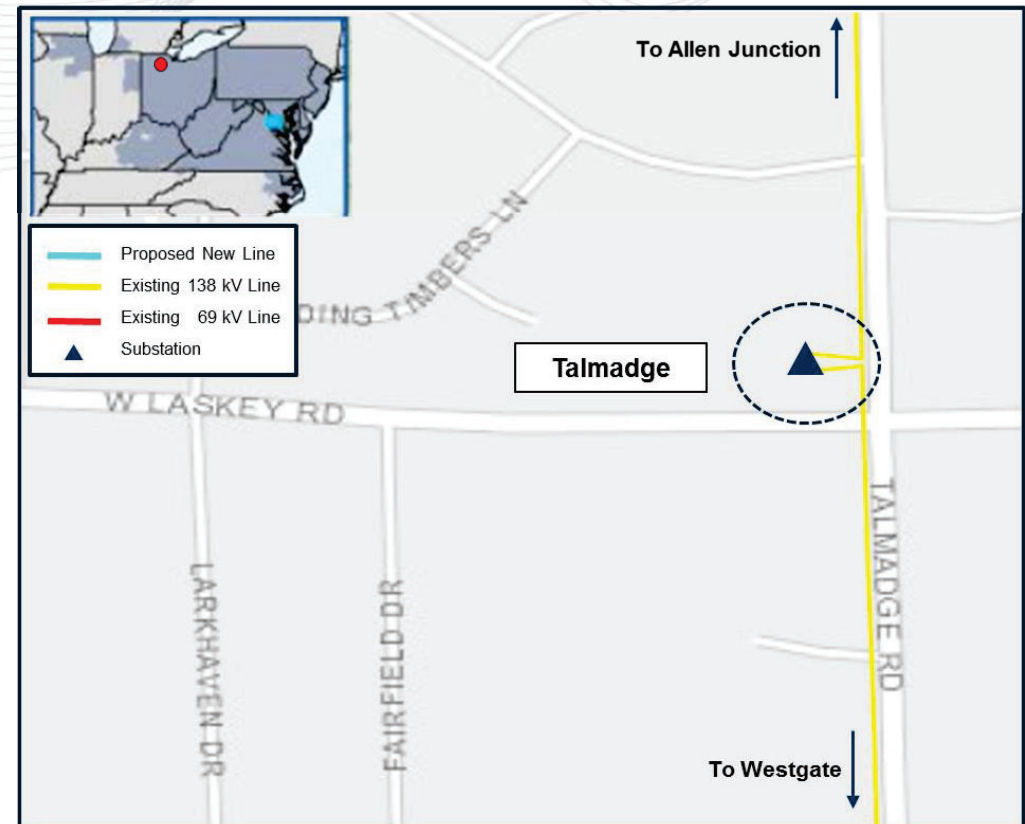 To Allen Junction
Proposed New Line
Existing 138 kV Line
Existing 69 kV Line
Substation
DING TIMBERS LN
Talmadge
W LASKEY RD
TALMADGE RD
LARKHAVEN DR
FAIRFIELD DR
To Westgate